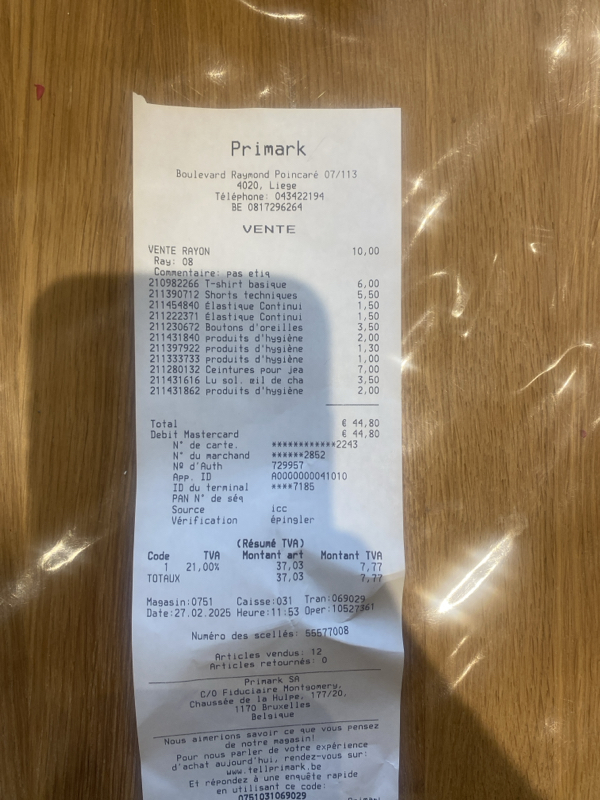 Primark
Boulevard Raymond Poincaré 07/113
4020, Liege
Téléphone: 043422194
BE 0817296264
VENTE
VENTE RAYON 10,00
Ray: 08
Commentaire: pas etiq
210982266 T-shirt basique 6,00
211390712 Shorts techniques 5,50
211454840 Élastique Continui 1,50
211222371 Élastique Continui 1,50
211230672 Boutons d'oreilles 3,50
211431840 produits d'hygiène 2,00
211397922 produits d'hygiène 1,30
211333733 produits d'hygiène 1,00
211280132 Ceintures pour jea 7,00
211431616 Lu sol. œil de cha 3,50
211431862 produits d'hygiène 2,00
Total € 44,80
Debit Mastercard € 44,80
N° de carte. ************2243
N° du marchand ******2852
Nº d'Auth 729957
App. ID A0000000041010
ID du terminal ****7185
PAN N° de séq
Source icc
Vérification épingler
(Résumé TVA)
Code TVA Montant art Montant TVA
1 21,00% 37,03 7,77
TOTAUX 37,03 7,77
Magasin:0751 Caisse:031 Tran:069029
Date:27.02.2025 Heure:11:53 Oper:10527361
Numéro des scellés: 55577008
Articles vendus: 12
Articles retournés: 0
Primark SA
C/O Fiduciaire Montgomery,
Chaussée de la Hulpe, 177/20,
1170 Bruxelles
Belgique
Nous aimerions savoir ce que vous pensez
de notre magasin!
Pour nous parler de votre expérience
d'achat aujourd'hui, rendez-vous sur:
www.tellprimark.be
Et répondez à une enquête rapide
en utilisant ce code:
0751031069029